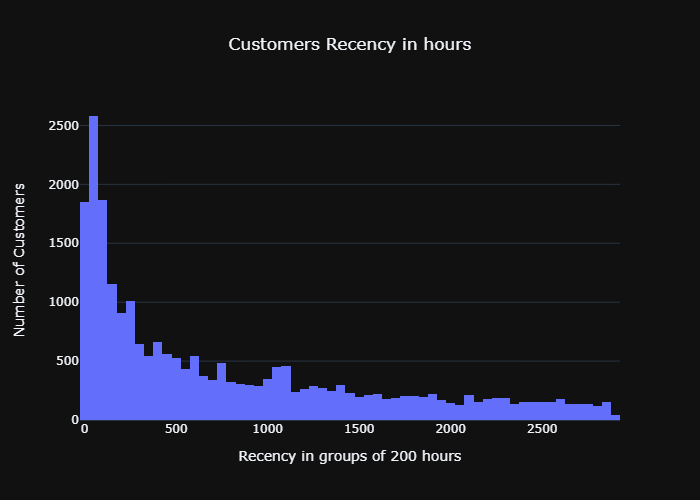 Customers Recency in hours
Number of Customers
2500
2000
1500
1000
500
0
0 500 1000 1500 2000 2500
Recency in groups of 200 hours